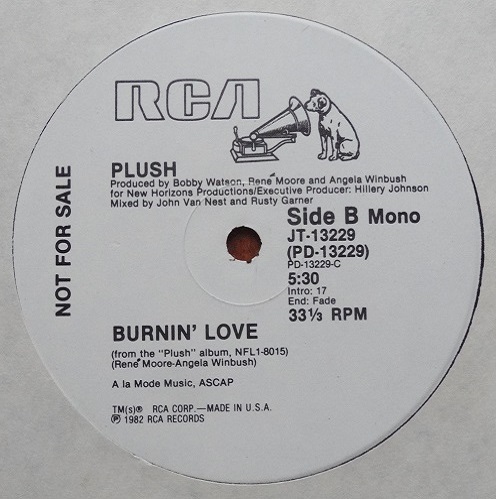 RCA
PLUSH
Produced by Bobby Watson, René Moore and Angela Winbush
for New Horizons Productions/Executive Producer: Hillery Johnson
Mixed by John Van Nest and Rusty Garner
NOT FOR SALE
Side B Mono
JT-13229
(PD-13229)
PD-13229-C
5:30
Intro: 17
End: Fade
33⅓ RPM
BURNIN' LOVE
(from the "Plush" album, NFL1-8015)
(René Moore-Angela Winbush)
A la Mode Music, ASCAP
TM(s)® RCA CORP.—MADE IN U.S.A.
℗ 1982 RCA RECORDS